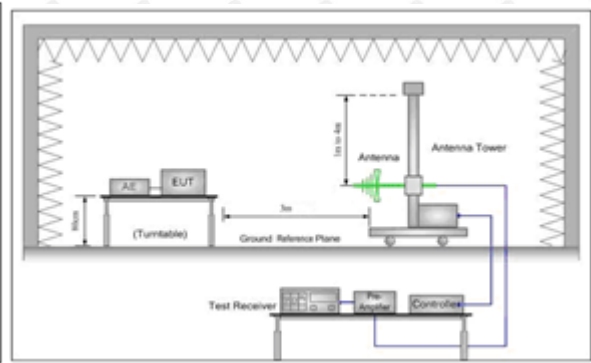 1m to 4m
Antenna
Antenna Tower
AE
EUT
80cm
3m
(Turntable)
Ground Reference Plane
Test Receiver
Pre-
Amplifier
Controller